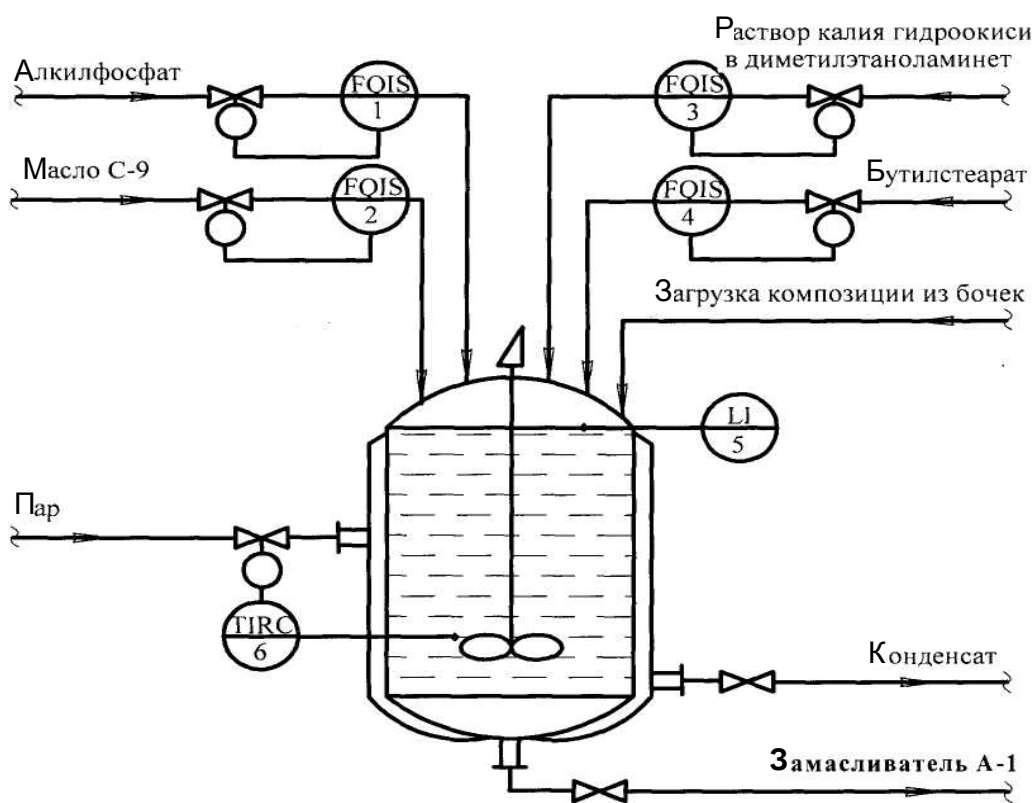 Алкилфосфат
FQIS
1
Раствор калия гидроокиси
в диметилэтаноламинет
FQIS
3
Масло С-9
FQIS
2
Бутилстеарат
FQIS
4
Загрузка композиции из бочек
LI
5
Пар
TIRC
6
Конденсат
Замасливатель А-1